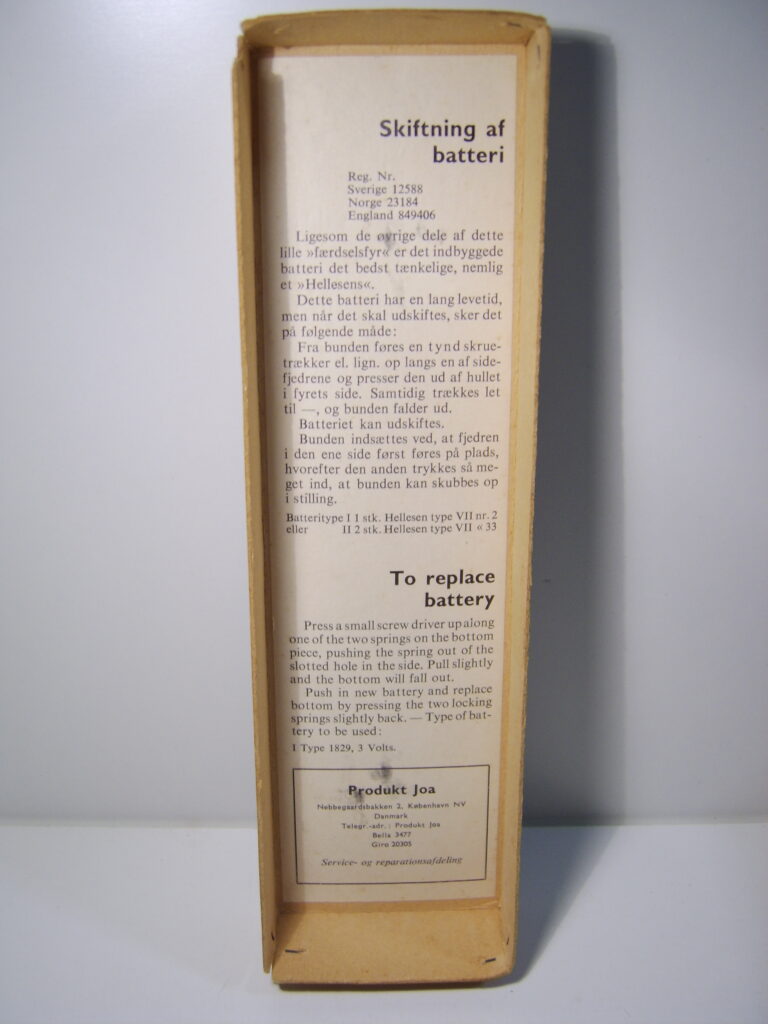 Skiftning af
batteri
Reg. Nr.
Sverige 12588
Norge 23184
England 849406
Ligesom de øvrige dele af dette
lille »færdselsfyr« er det indbyggede
batteri det bedst tænkelige, nemlig
et »Hellesens«.
Dette batteri har en lang levetid,
men når det skal udskiftes, sker det
på følgende måde:
Fra bunden føres en tynd skrue-
trækker el. lign. op langs en af side-
fjedrene og presser den ud af hullet
i fyrets side. Samtidig trækkes let
til —, og bunden falder ud.
Batteriet kan udskiftes.
Bunden indsættes ved, at fjedren
i den ene side først føres på plads,
hvorefter den anden trykkes så me-
get ind, at bunden kan skubbes op
i stilling.
Batteritype I 1 stk. Hellesen type VII nr. 2
eller II 2 stk. Hellesen type VII « 33
To replace
battery
Press a small screw driver up along
one of the two springs on the bottom
piece, pushing the spring out of the
slotted hole in the side. Pull slightly
and the bottom will fall out.
Push in new battery and replace
bottom by pressing the two locking
springs slightly back. — Type of bat-
tery to be used:
1 Type 1829, 3 Volts.
Produkt Joa
Nebbegaardsbakken 2, København NV
Danmark
Telegr.-adr.: Produkt Joa
Bella 3477
Giro 20305
Service- og reparationsafdeling